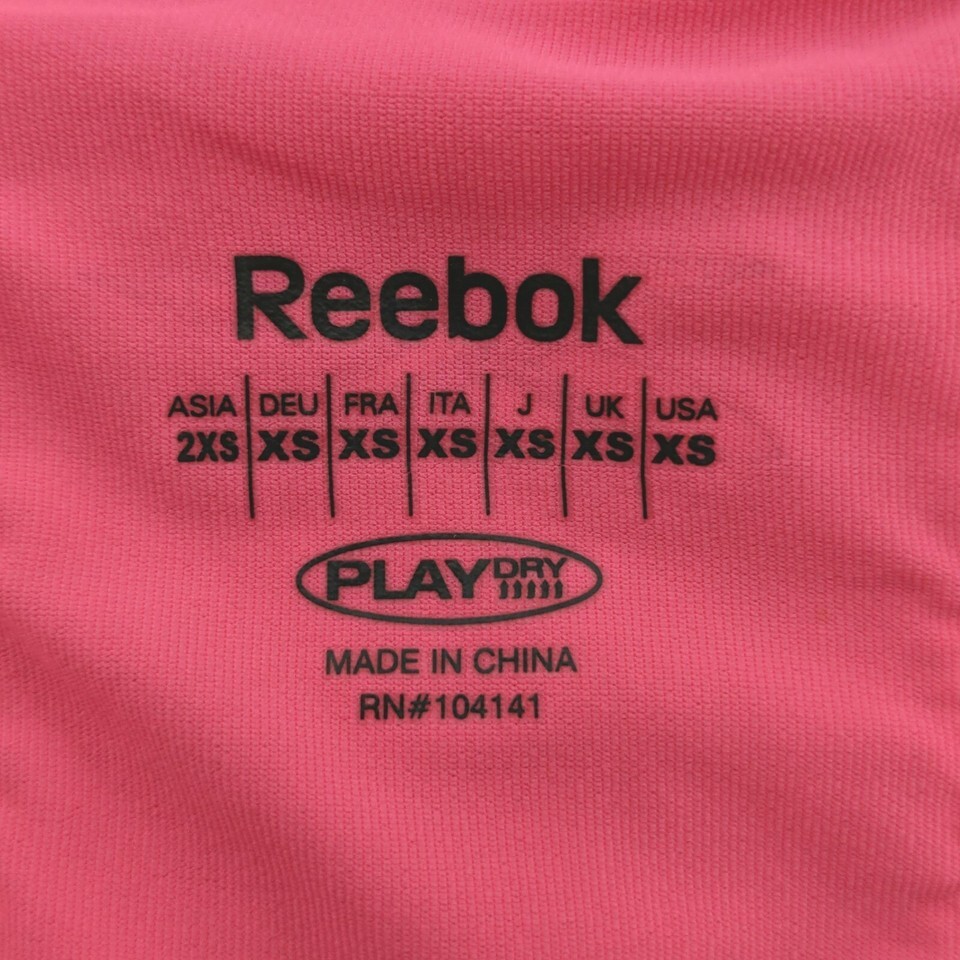 Reebok
ASIA DEU FRA ITA J UK USA
2XS XS XS XS XS XS XS
PLAY DRY
MADE IN CHINA
RN#104141